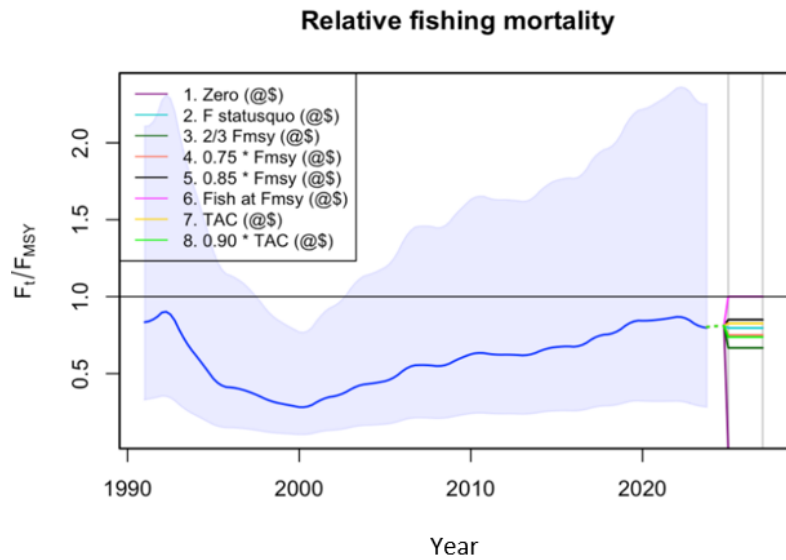 Relative fishing mortality
1. Zero (@$)
2. F statusquo (@$)
3. 2/3 Fmsy (@$)
4. 0.75 * Fmsy (@$)
5. 0.85 * Fmsy (@$)
6. Fish at Fmsy (@$)
7. TAC (@$)
8. 0.90 * TAC (@$)
Ft/FMSY
2.0
1.5
1.0
0.5
1990 2000 2010 2020
Year